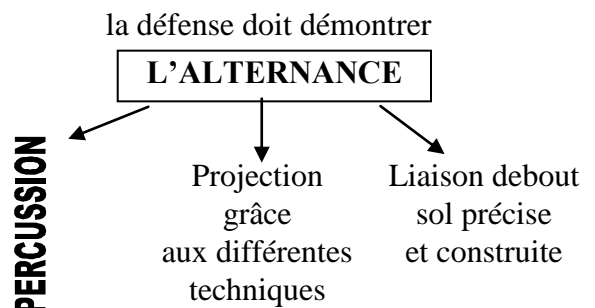 la défense doit démontrer
L'ALTERNANCE
PERCUSSION
Projection
grâce
aux différentes
techniques
Liaison debout
sol précise
et construite